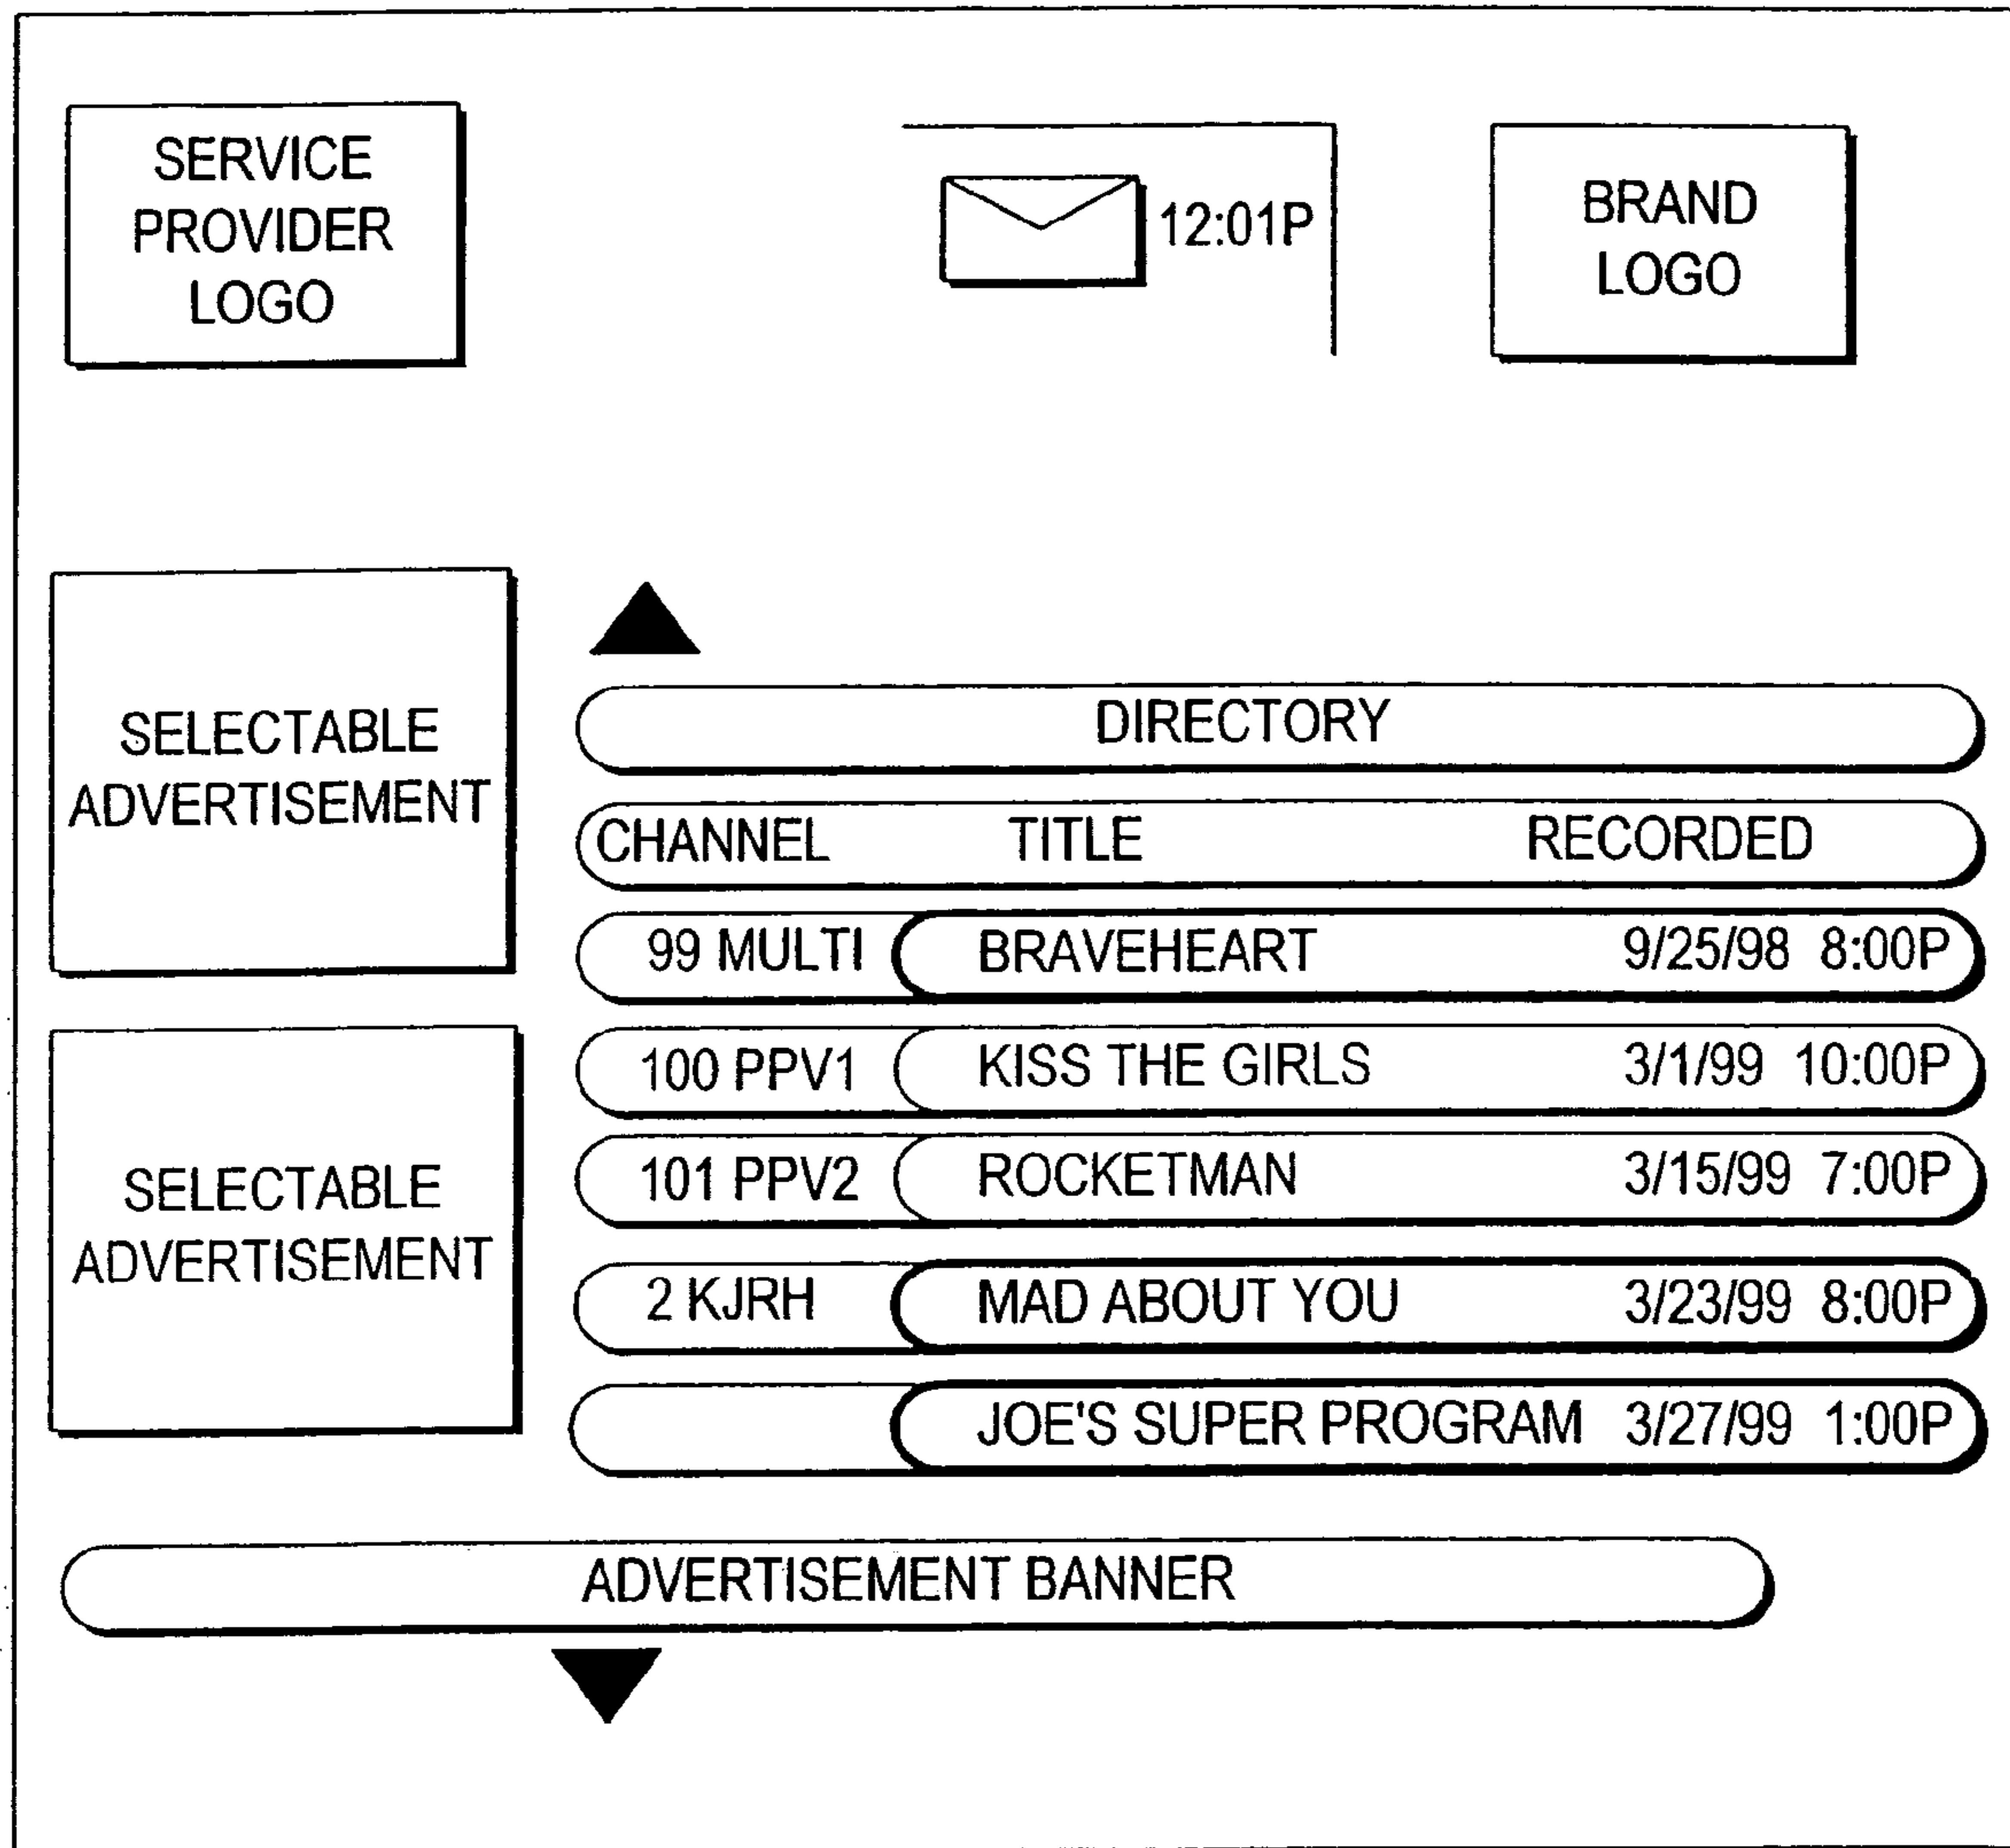 SERVICE
PROVIDER
LOGO
12:01P
BRAND
LOGO
SELECTABLE
ADVERTISEMENT
DIRECTORY
CHANNEL TITLE RECORDED
99 MULTI BRAVEHEART 9/25/98 8:00P
100 PPV1 KISS THE GIRLS 3/1/99 10:00P
101 PPV2 ROCKETMAN 3/15/99 7:00P
2 KJRH MAD ABOUT YOU 3/23/99 8:00P
JOE'S SUPER PROGRAM 3/27/99 1:00P
SELECTABLE
ADVERTISEMENT
ADVERTISEMENT BANNER